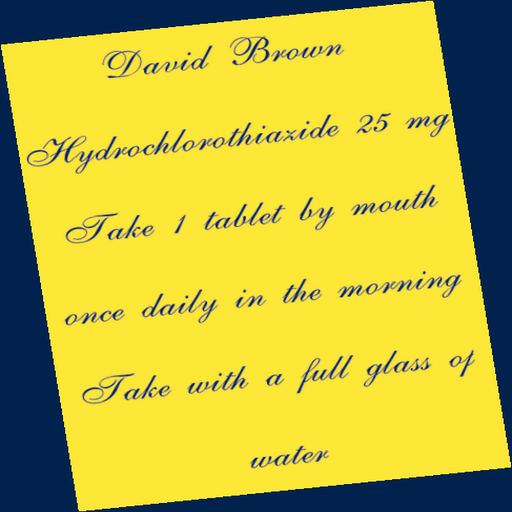 David Brown
Hydrochlorothiazide 25 mg
Take 1 tablet by mouth
once daily in the morning
Take with a full glass of
water